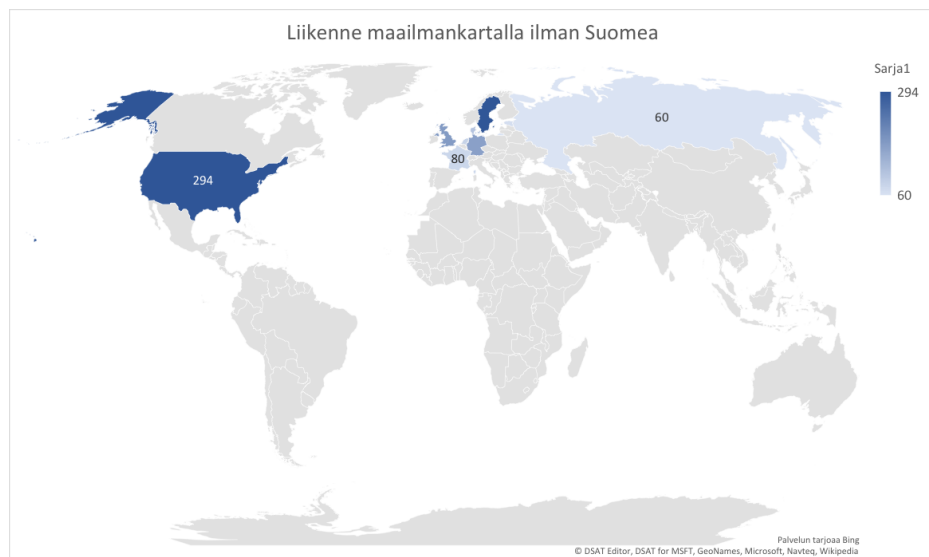 Liikenne maailmankartalla ilman Suomea
Sarja1
294
60
60
80
294
Palvelun tarjoaa Bing
© DSAT Editor, DSAT for MSFT, GeoNames, Microsoft, Navteq, Wikipedia